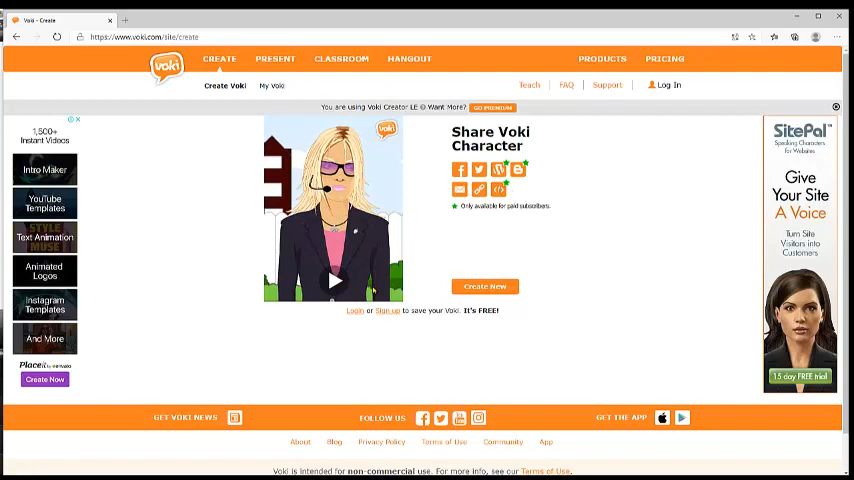 Voki - Create
https://www.voki.com/site/create
voki
CREATE PRESENT CLASSROOM HANGOUT PRODUCTS PRICING
Create Voki My Voki Teach FAQ Support Log In
You are using Voki Creator LE Want More? GO PREMIUM
1,500+
Instant Videos
Intro Maker
YouTube
Templates
Text Animation
Animated
Logos
Instagram
Templates
And More
Placeit
Create Now
voki
Share Voki
Character
Only available for paid subscribers.
Create New
Login or Sign up to save your Voki. It's FREE!
SitePal™
Speaking Characters
for Websites
Give
Your Site
A Voice
Turn Site
Visitors into
Customers
15 day FREE trial
GET VOKI NEWS FOLLOW US GET THE APP
About Blog Privacy Policy Terms of Use Community App
Voki is intended for non-commercial use. For more info, see our Terms of Use.